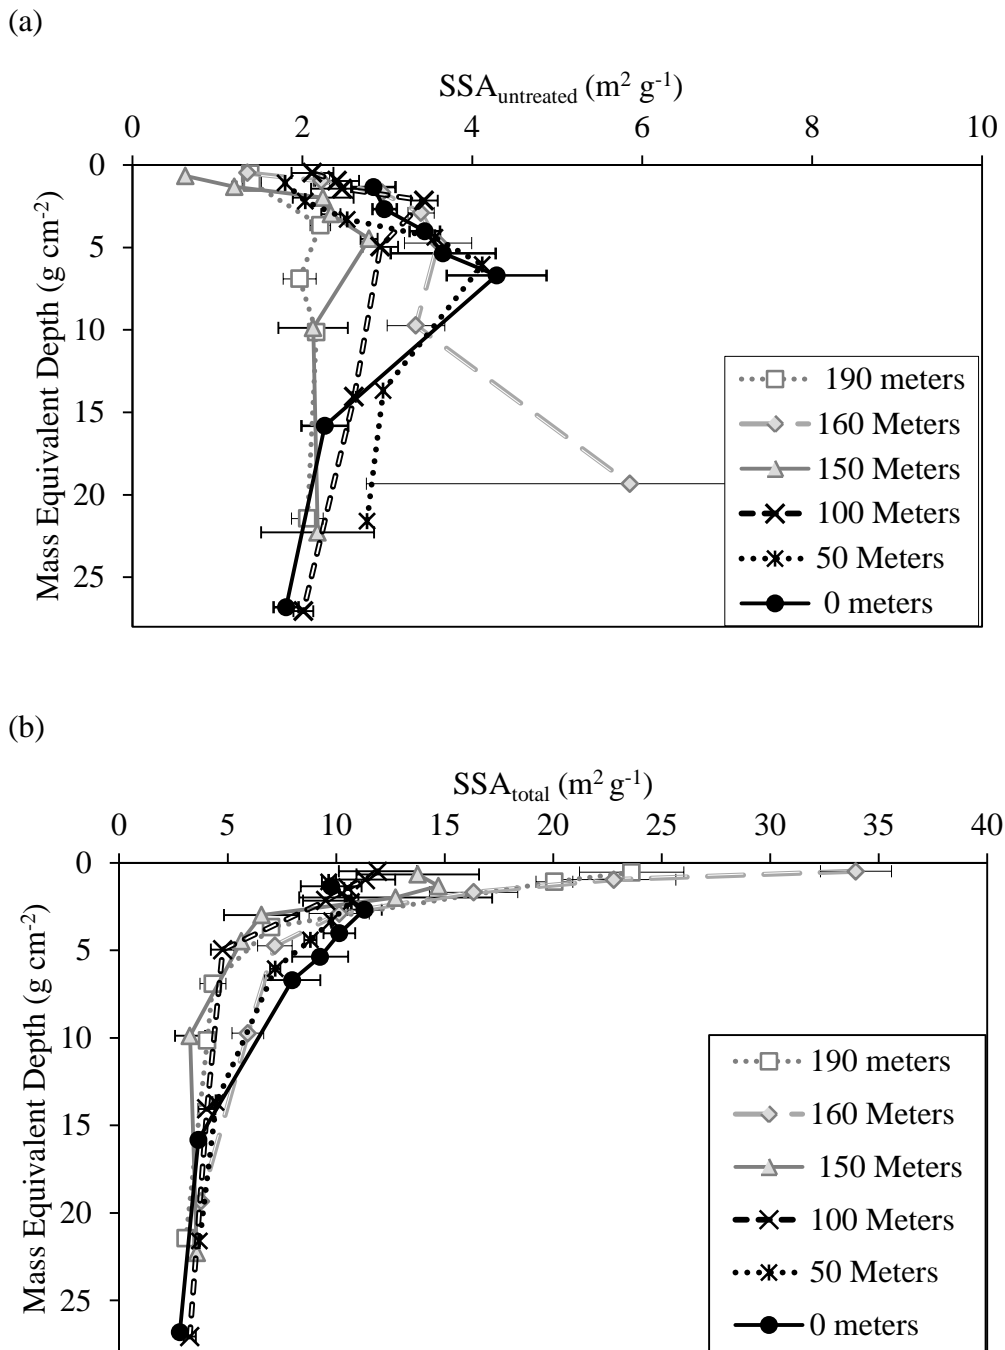 (a)
SSAuntreated (m2 g-1)
0 2 4 6 8 10
0
5
10
15
20
25
Mass Equivalent Depth (g cm-2)
190 meters
160 Meters
150 Meters
100 Meters
50 Meters
0 meters
(b)
SSAtotal (m2 g-1)
0 5 10 15 20 25 30 35 40
0
5
10
15
20
25
Mass Equivalent Depth (g cm-2)
190 meters
160 Meters
150 Meters
100 Meters
50 Meters
0 meters